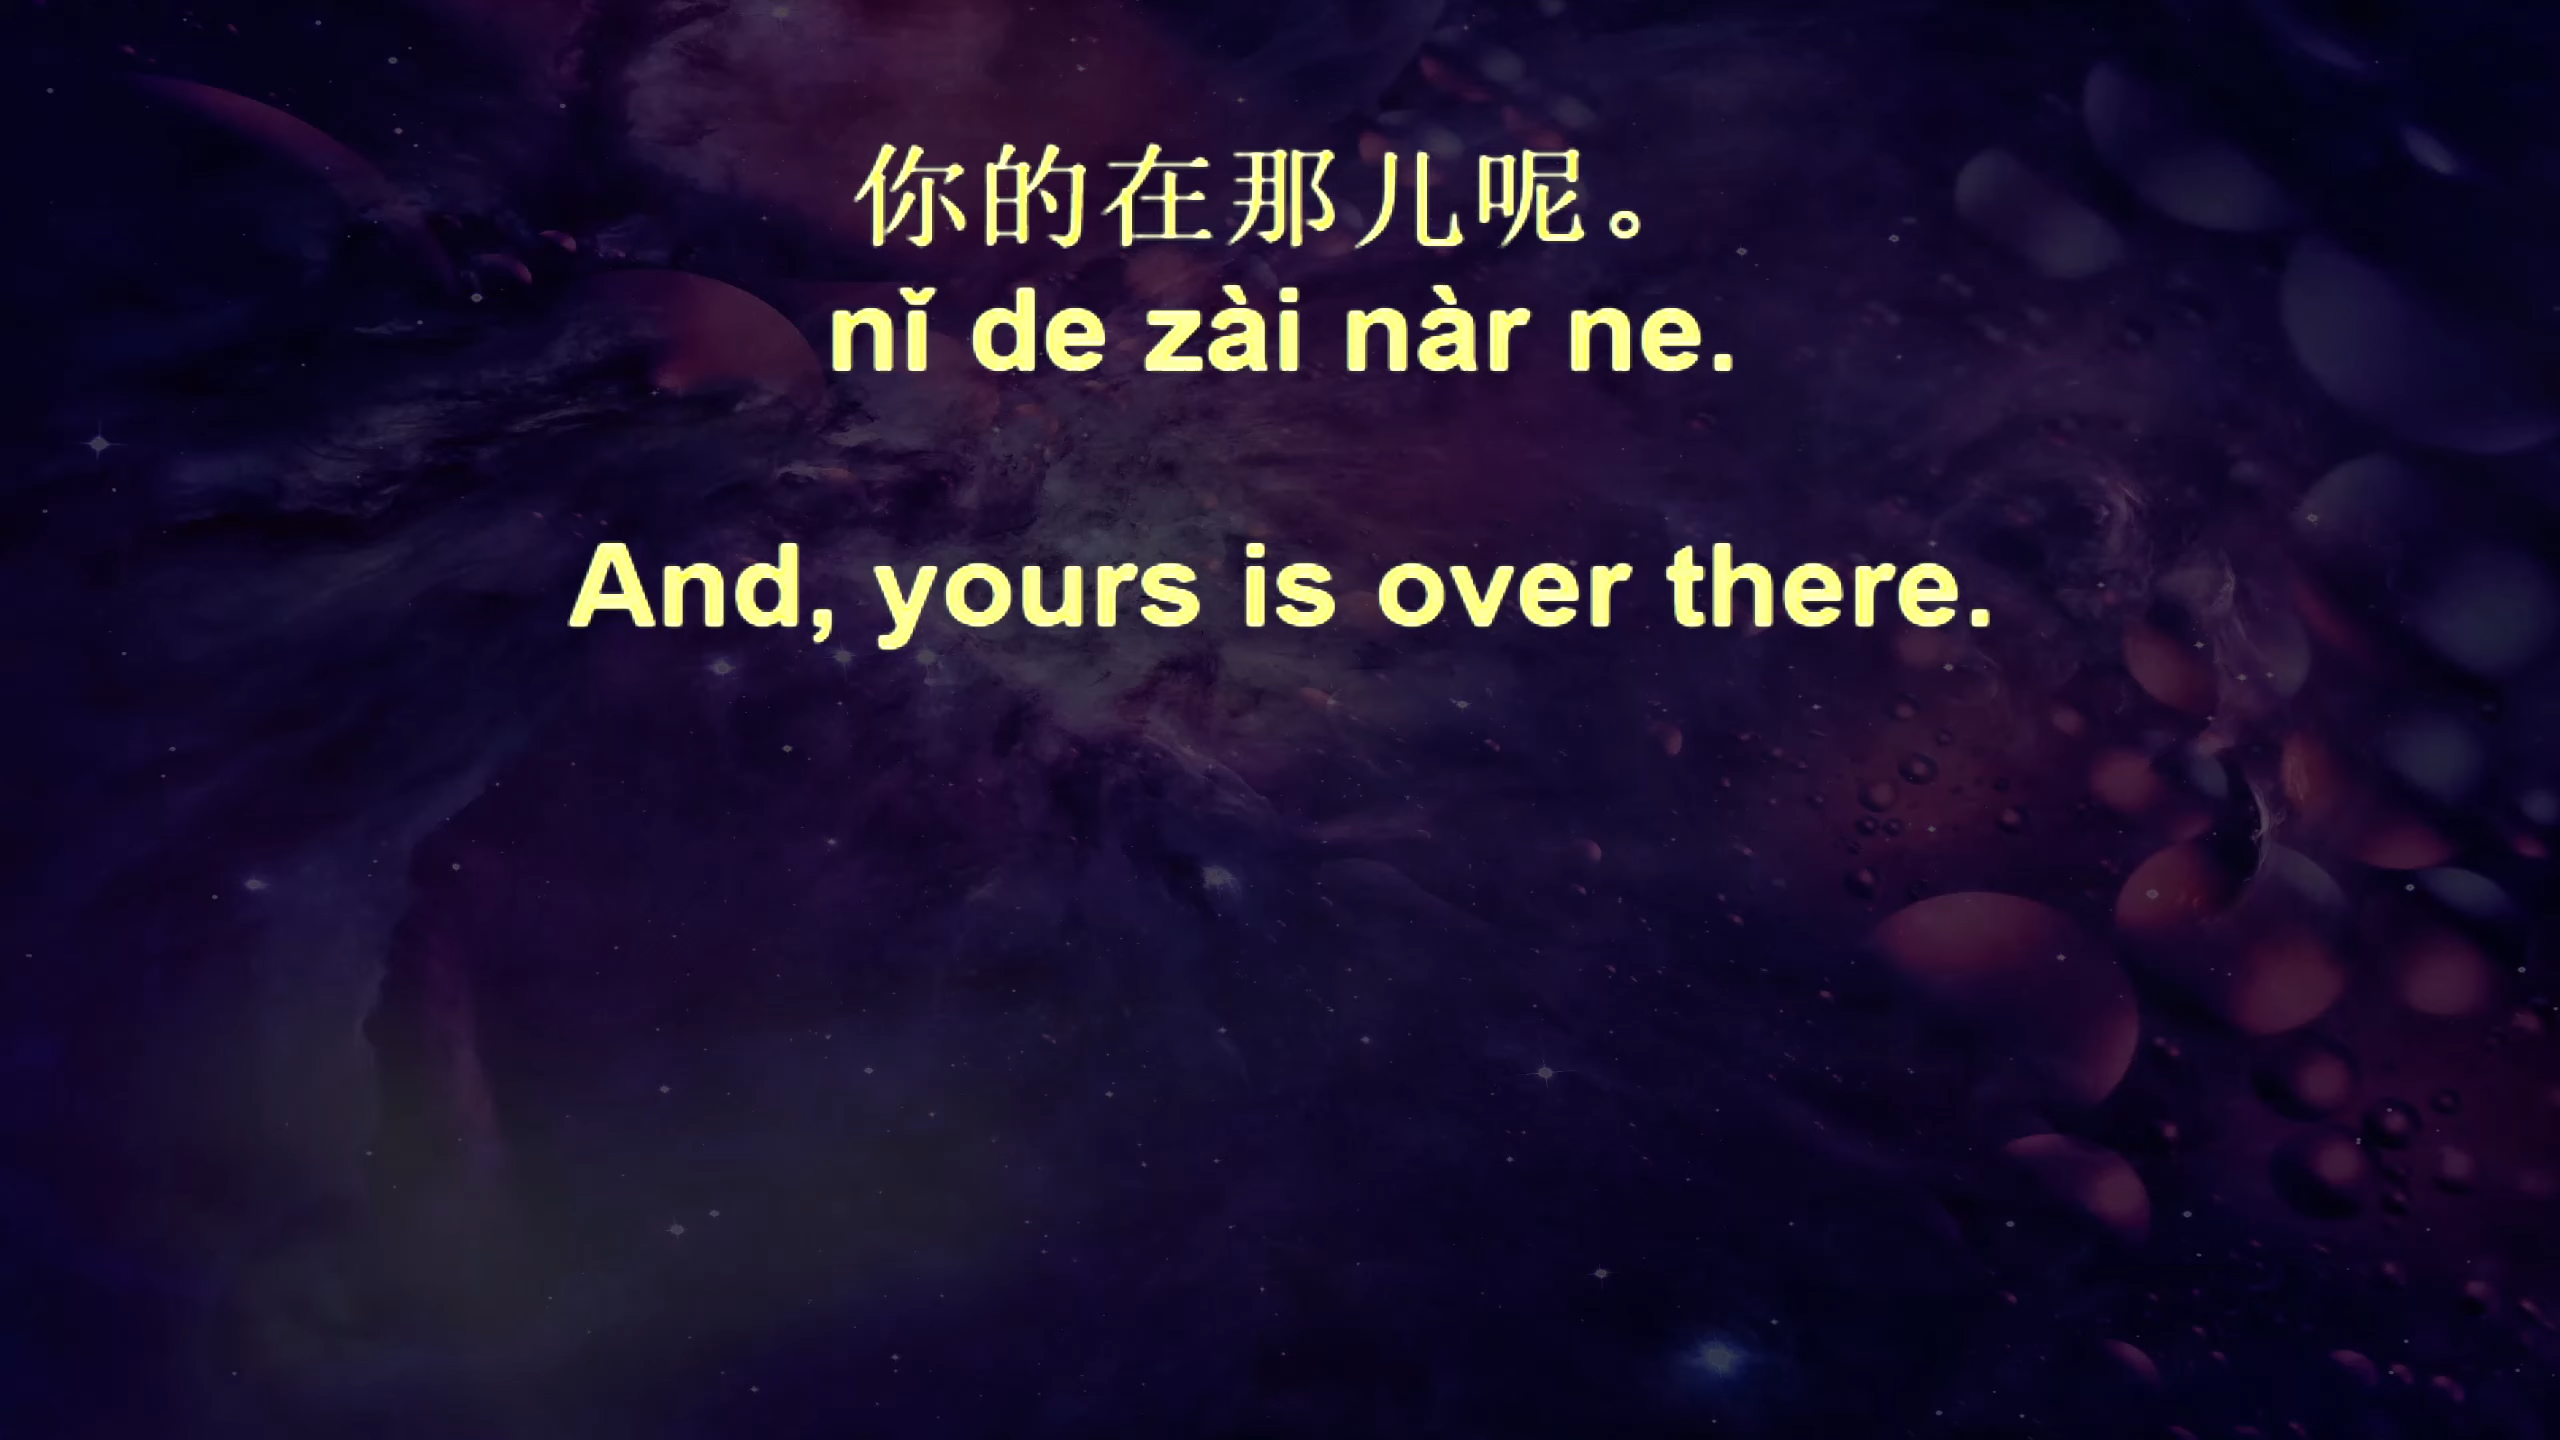 你的在那儿呢。
nǐ de zài nàr ne.
And, yours is over there.